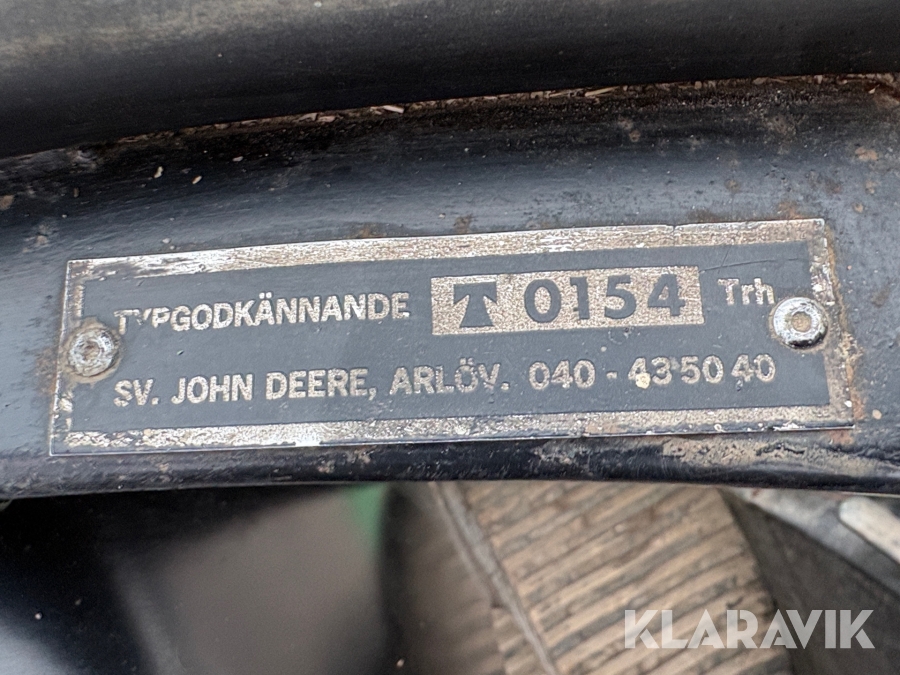 TYPGODKÄNNANDE T 0154 Trh
SV. JOHN DEERE, ARLÖV. 040 - 43 50 40
KLARAVIK